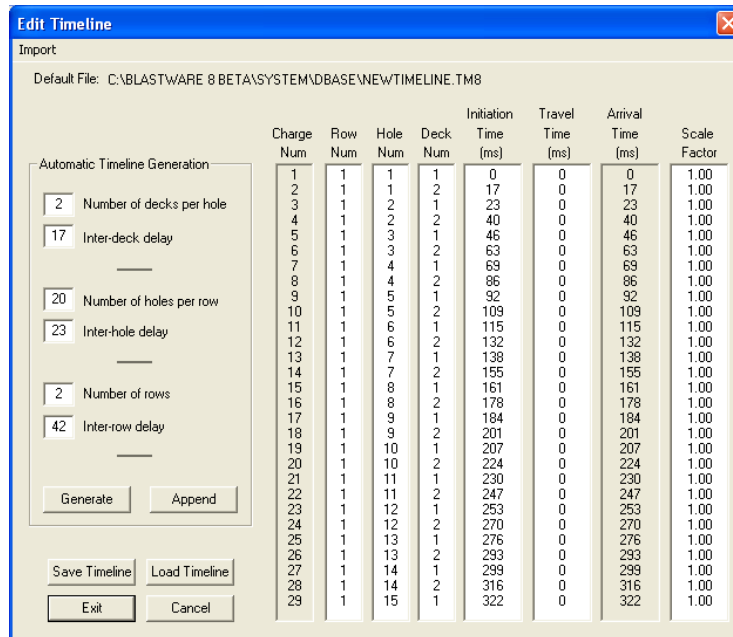 Edit Timeline
Import
Default File: C:\BLASTWARE 8 BETA\SYSTEM\DBASE\NEWTIMELINE.TM8
Automatic Timeline Generation
2 Number of decks per hole
17 Inter-deck delay
20 Number of holes per row
23 Inter-hole delay
2 Number of rows
42 Inter-row delay
Generate Append
Save Timeline Load Timeline
Exit Cancel
Initiation Travel Arrival
Charge Row Hole Deck Time Time Time Scale
Num Num Num Num (ms) (ms) (ms) Factor
1 1 1 1 0 0 0 1.00
2 1 1 2 17 0 17 1.00
3 1 2 1 23 0 23 1.00
4 1 2 2 40 0 40 1.00
5 1 3 1 46 0 46 1.00
6 1 3 2 63 0 63 1.00
7 1 4 1 69 0 69 1.00
8 1 4 2 86 0 86 1.00
9 1 5 1 92 0 92 1.00
10 1 5 2 109 0 109 1.00
11 1 6 1 115 0 115 1.00
12 1 6 2 132 0 132 1.00
13 1 7 1 138 0 138 1.00
14 1 7 2 155 0 155 1.00
15 1 8 1 161 0 161 1.00
16 1 8 2 178 0 178 1.00
17 1 9 1 184 0 184 1.00
18 1 9 2 201 0 201 1.00
19 1 10 1 207 0 207 1.00
20 1 10 2 224 0 224 1.00
21 1 11 1 230 0 230 1.00
22 1 11 2 247 0 247 1.00
23 1 12 1 253 0 253 1.00
24 1 12 2 270 0 270 1.00
25 1 13 1 276 0 276 1.00
26 1 13 2 293 0 293 1.00
27 1 14 1 299 0 299 1.00
28 1 14 2 316 0 316 1.00
29 1 15 1 322 0 322 1.00